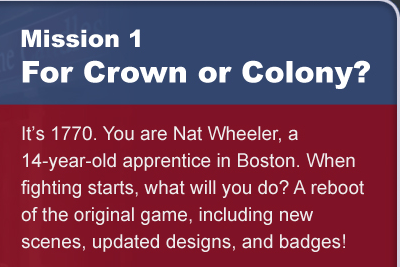 Mission 1
For Crown or Colony?
It’s 1770. You are Nat Wheeler, a
14-year-old apprentice in Boston. When
fighting starts, what will you do? A reboot
of the original game, including new
scenes, updated designs, and badges!